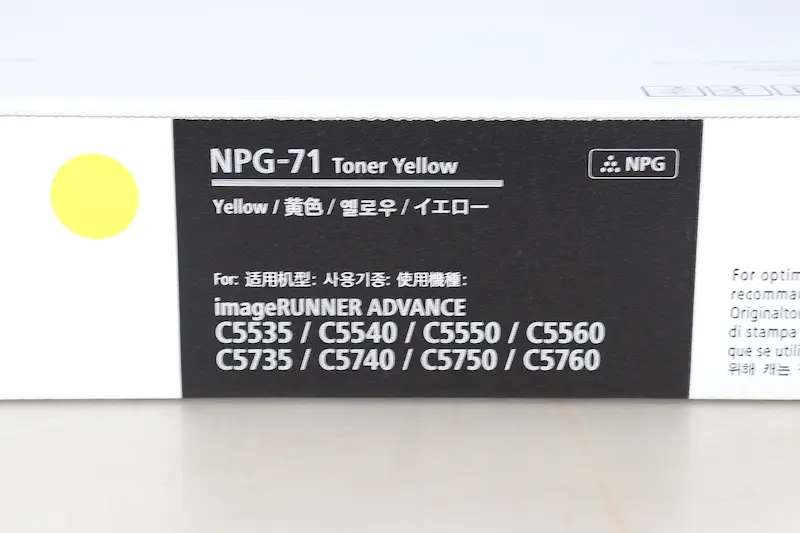 NPG-71 Toner Yellow
NPG
Yellow / 黄色 / 옐로우 / イエロー
For: 适用机型: 사용기종: 使用機種:
imageRUNNER ADVANCE
C5535 / C5540 / C5550 / C5560
C5735 / C5740 / C5750 / C5760
For optim
recomma
Originalto
di stampa
que se utili
위해 캐논